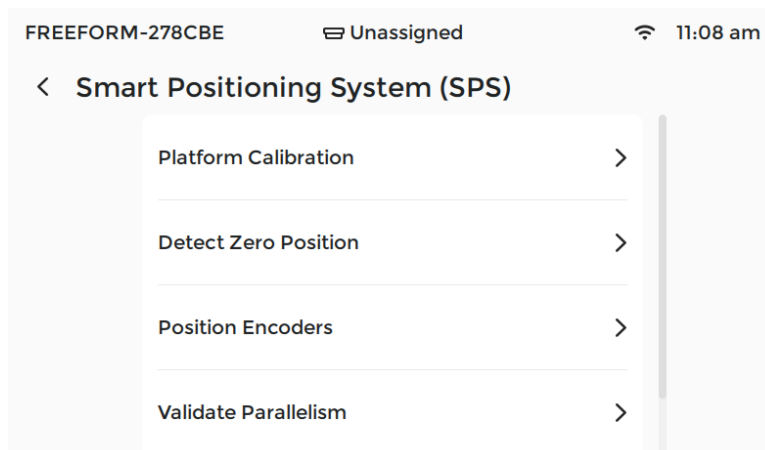 FREEFORM-278CBE Unassigned 11:08 am
Smart Positioning System (SPS)
Platform Calibration
Detect Zero Position
Position Encoders
Validate Parallelism